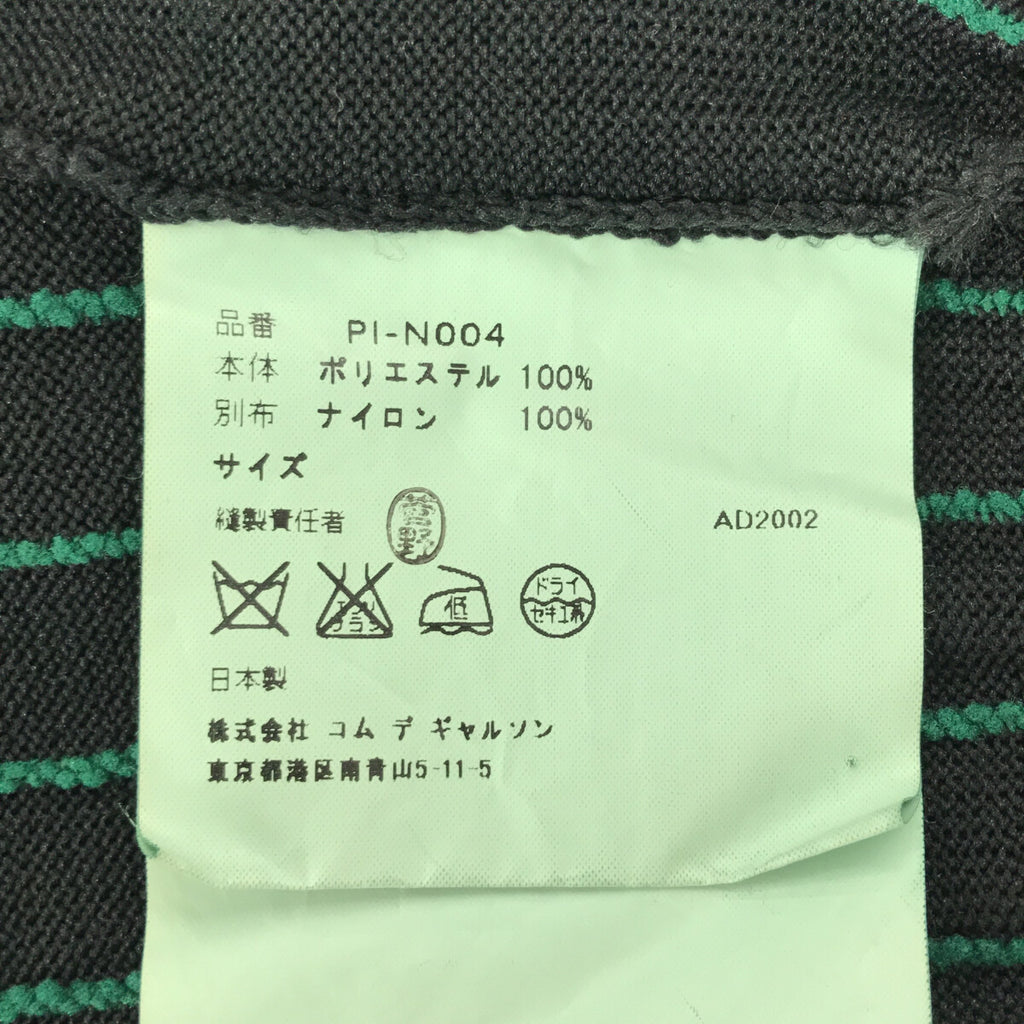 品番 PI-N004
本体 ポリエステル 100%
別布 ナイロン 100%
サイズ
縫製責任者 菅野 AD2002
低 ドライ
セキユ系
日本製
株式会社 コム デ ギャルソン
東京都港区南青山5-11-5